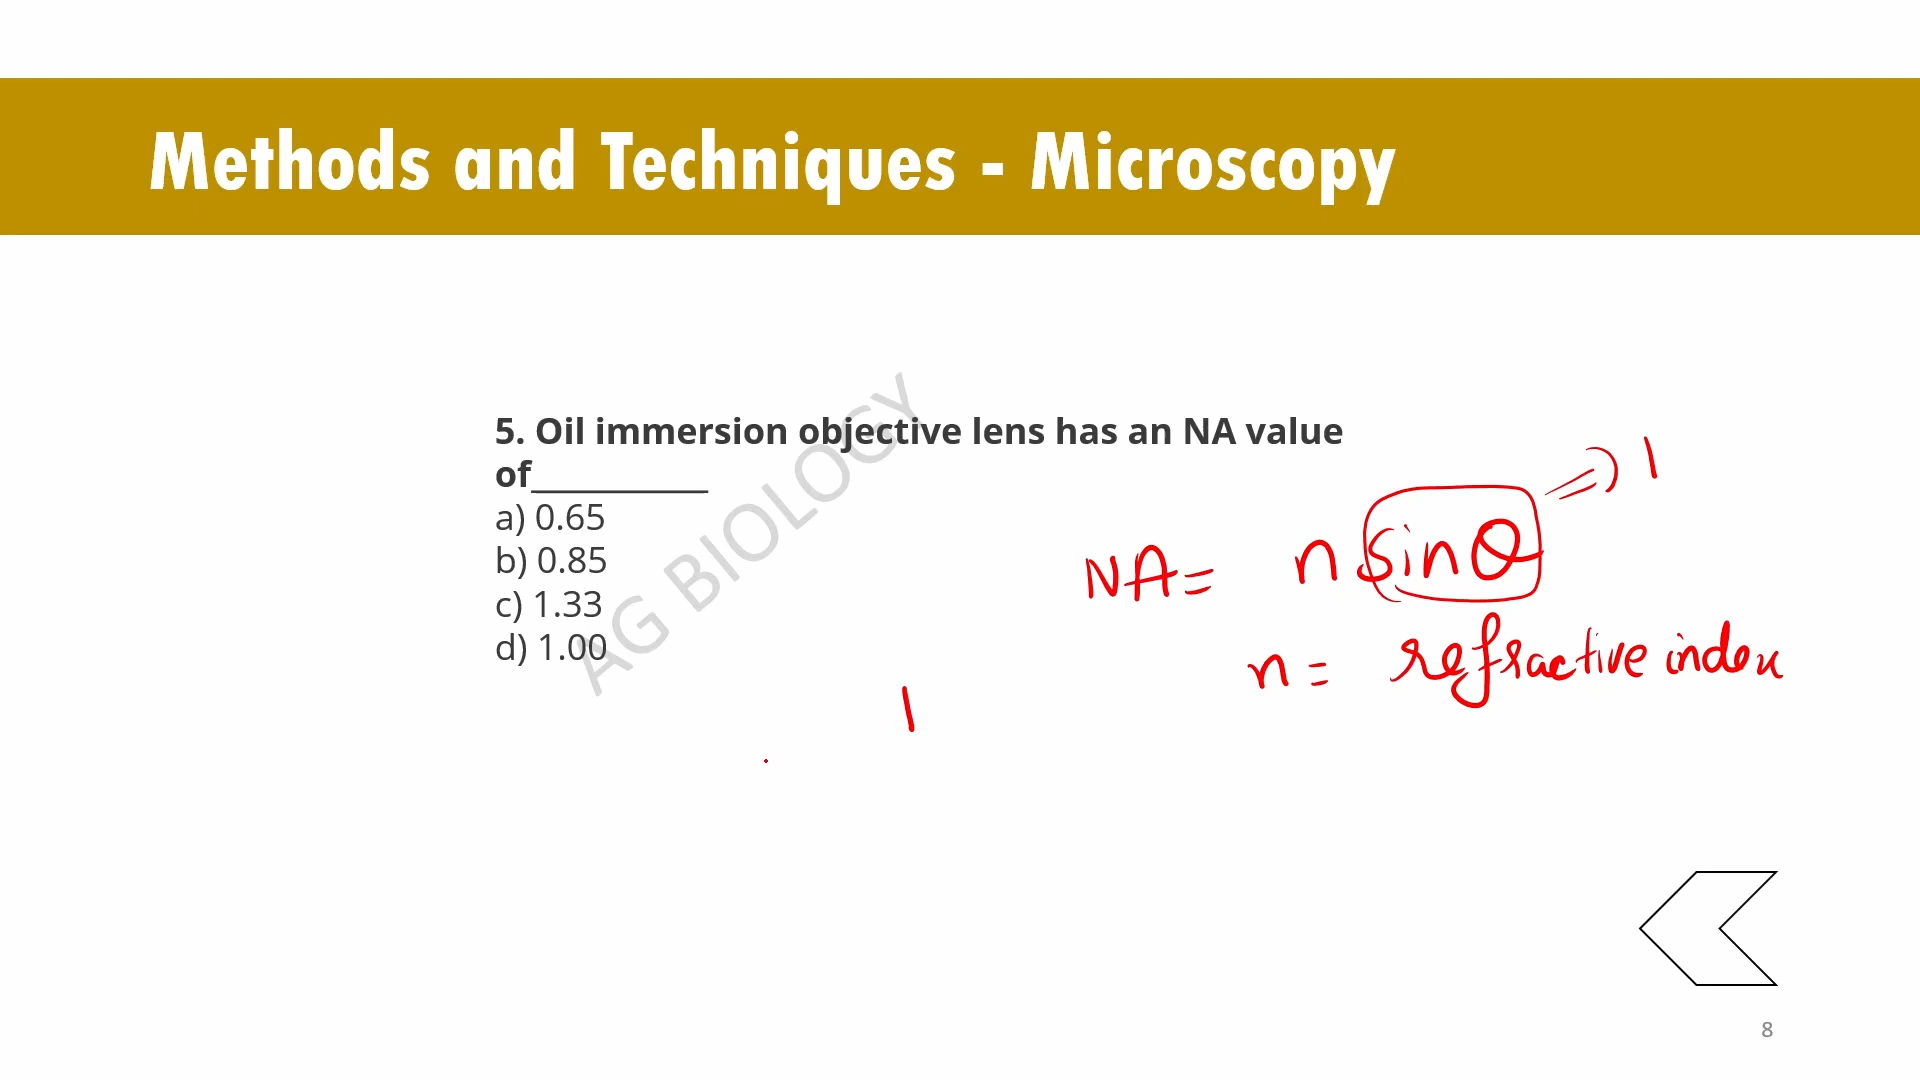 Methods and Techniques - Microscopy
5. Oil immersion objective lens has an NA value
of___________
a) 0.65
b) 0.85
c) 1.33
d) 1.00
AG BIOLOGY
NA = n sinθ ⇒ 1
n = refractive index
1
8